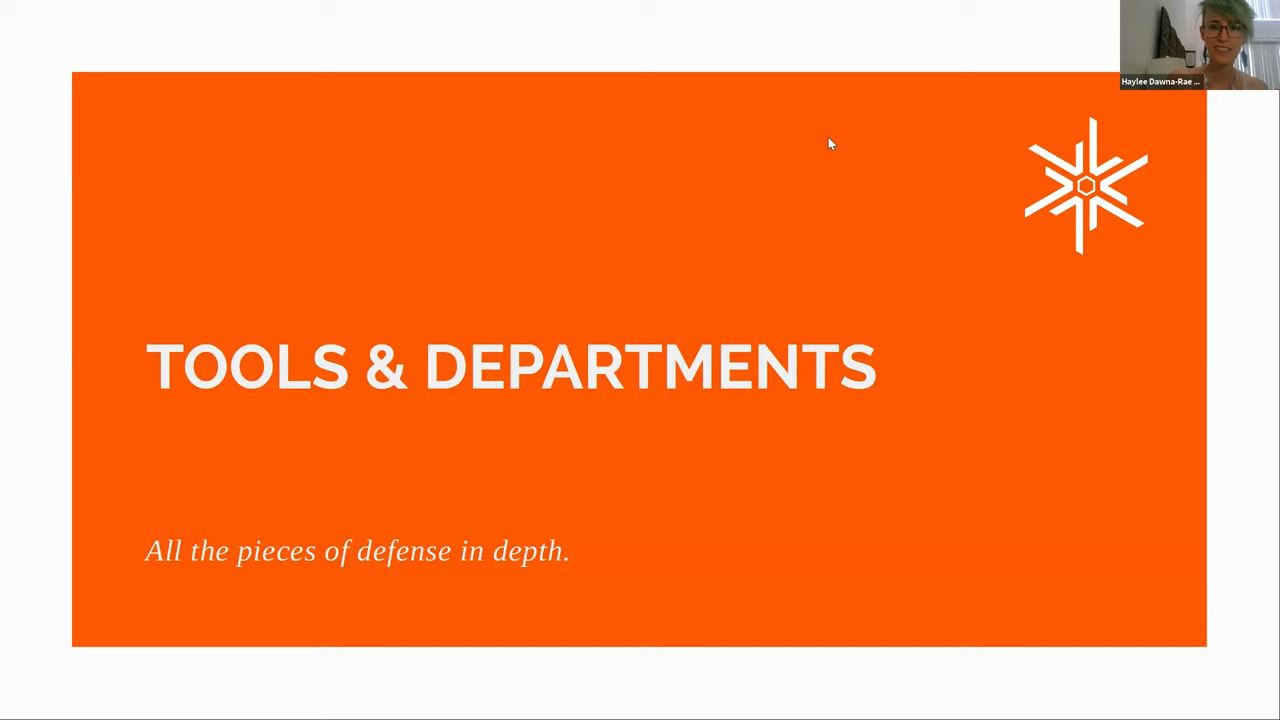 Haylee Dawna-Rae ...
TOOLS & DEPARTMENTS
All the pieces of defense in depth.